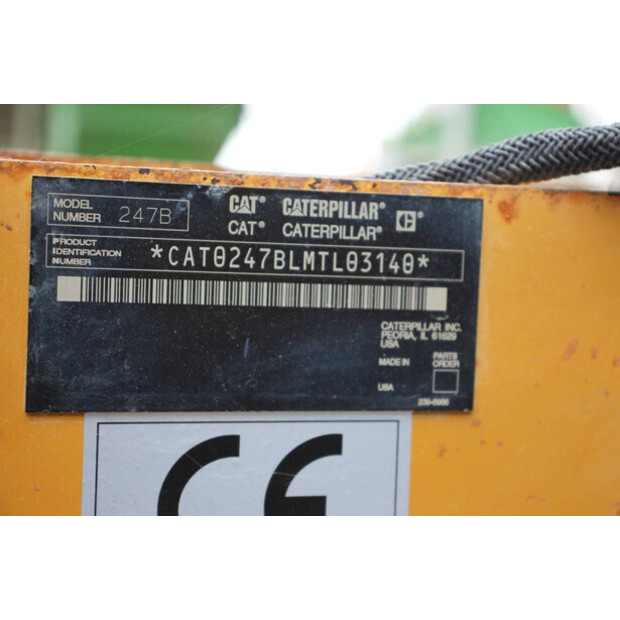 MODEL
NUMBER 247B
CAT® CATERPILLAR®
CAT® CATERPILLAR® C®
PRODUCT
IDENTIFICATION
NUMBER
*CAT0247BLMTL03140*
CATERPILLAR INC.
PEORIA, IL 61629
USA
MADE IN
PARTS
ORDER
USA
CE